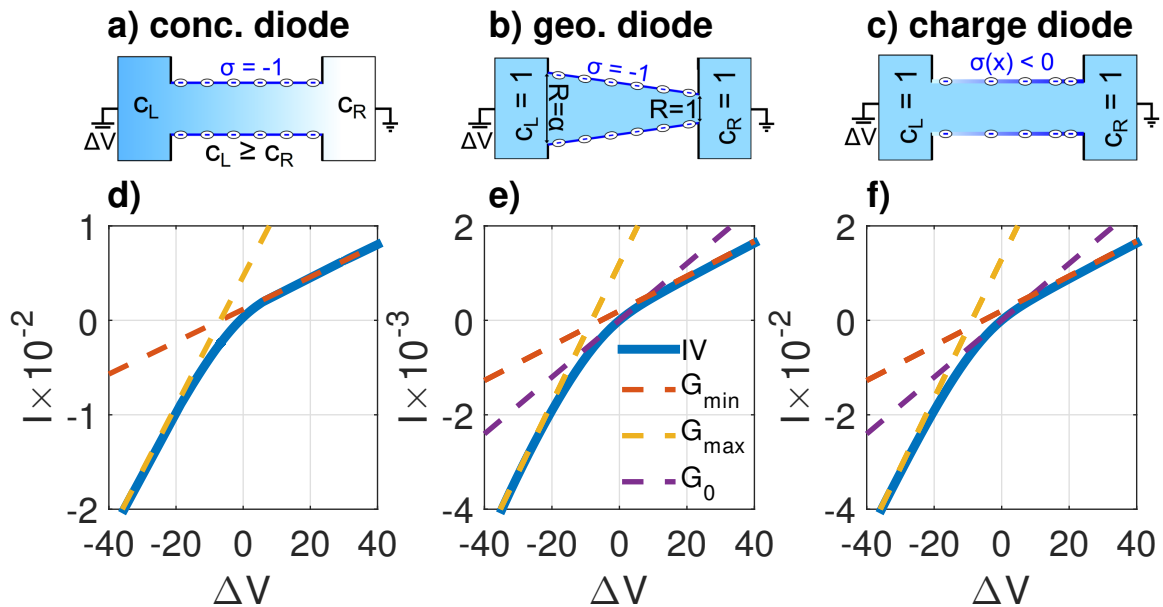 a) conc. diode
σ = -1
c_L
c_R
ΔV
c_L ≥ c_R
b) geo. diode
σ = -1
c_L = 1
R=α
R=1
c_R = 1
ΔV
c) charge diode
σ(x) < 0
c_L = 1
c_R = 1
ΔV
d)
1
0
-1
-2
I × 10^-2
-40 -20 0 20 40
ΔV
e)
2
0
-2
-4
I × 10^-3
IV
G_min
G_max
G_0
-40 -20 0 20 40
ΔV
f)
2
0
-2
-4
I × 10^-2
-40 -20 0 20 40
ΔV